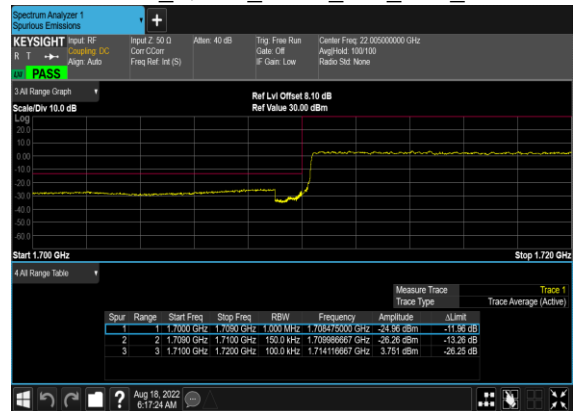 Spectrum Analyzer 1
Spurious Emissions
KEYSIGHT
R T
LW PASS
Input: RF
Coupling: DC
Align: Auto
Input Z: 50 Ω
Corr CCorr
Freq Ref: Int (S)
Atten: 40 dB
Trig: Free Run
Gate: Off
IF Gain: Low
Center Freq: 22.005000000 GHz
Avg|Hold: 100/100
Radio Std: None
3 All Range Graph
Scale/Div 10.0 dB
Ref Lvl Offset 8.10 dB
Ref Value 30.00 dBm
Log
20.0
10.0
0.00
-10.0
-20.0
-30.0
-40.0
-50.0
-60.0
Start 1.700 GHz
Stop 1.720 GHz
4 All Range Table
Measure Trace Trace 1
Trace Type Trace Average (Active)
Spur Range Start Freq Stop Freq RBW Frequency Amplitude ΔLimit
1 1 1.7000 GHz 1.7090 GHz 1.000 MHz 1.708475000 GHz -24.96 dBm -11.96 dB
2 2 1.7090 GHz 1.7100 GHz 150.0 kHz 1.709986667 GHz -26.26 dBm -13.26 dB
3 3 1.7100 GHz 1.7200 GHz 100.0 kHz 1.714116667 GHz 3.751 dBm -26.25 dB
Aug 18, 2022
6:17:24 AM